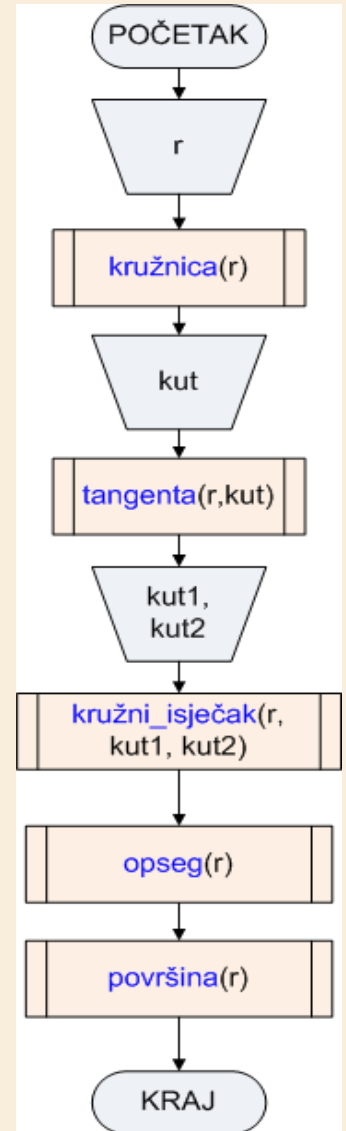 POČETAK
r
kružnica(r)
kut
tangenta(r,kut)
kut1,
kut2
kružni_isječak(r,
kut1, kut2)
opseg(r)
površina(r)
KRAJ